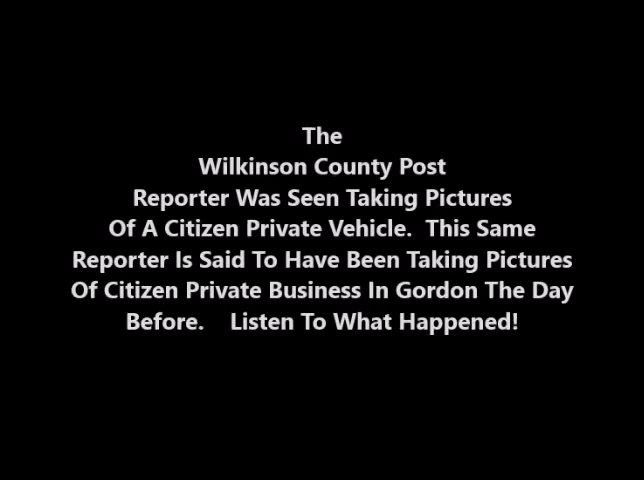 The
Wilkinson County Post
Reporter Was Seen Taking Pictures
Of A Citizen Private Vehicle.  This Same
Reporter Is Said To Have Been Taking Pictures
Of Citizen Private Business In Gordon The Day
Before.    Listen To What Happened!